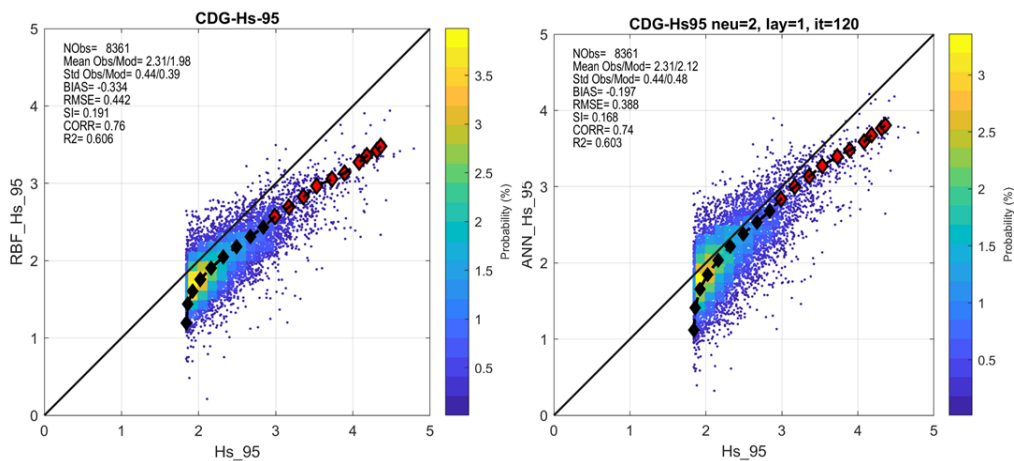 CDG-Hs-95
NObs= 8361
Mean Obs/Mod= 2.31/1.98
Std Obs/Mod= 0.44/0.39
BIAS= -0.334
RMSE= 0.442
SI= 0.191
CORR= 0.76
R2= 0.606
5
4
3
2
1
0
RBF_Hs_95
0 1 2 3 4 5
Hs_95
3.5
3
2.5
2
1.5
1
0.5
Probability (%)
CDG-Hs95 neu=2, lay=1, it=120
NObs= 8361
Mean Obs/Mod= 2.31/2.12
Std Obs/Mod= 0.44/0.48
BIAS= -0.197
RMSE= 0.388
SI= 0.168
CORR= 0.74
R2= 0.603
5
4
3
2
1
0
ANN_Hs_95
0 1 2 3 4 5
Hs_95
3
2.5
2
1.5
1
0.5
Probability (%)